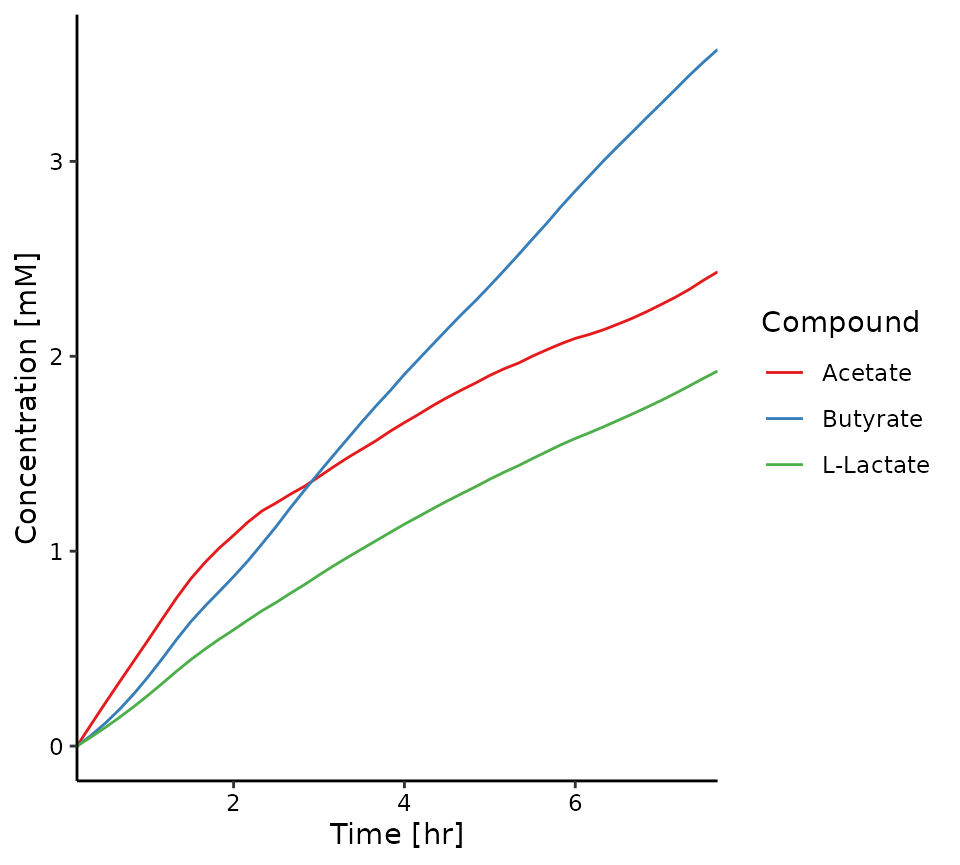 Concentration [mM]
3
2
1
0
2 4 6
Time [hr]
Compound
Acetate
Butyrate
L-Lactate